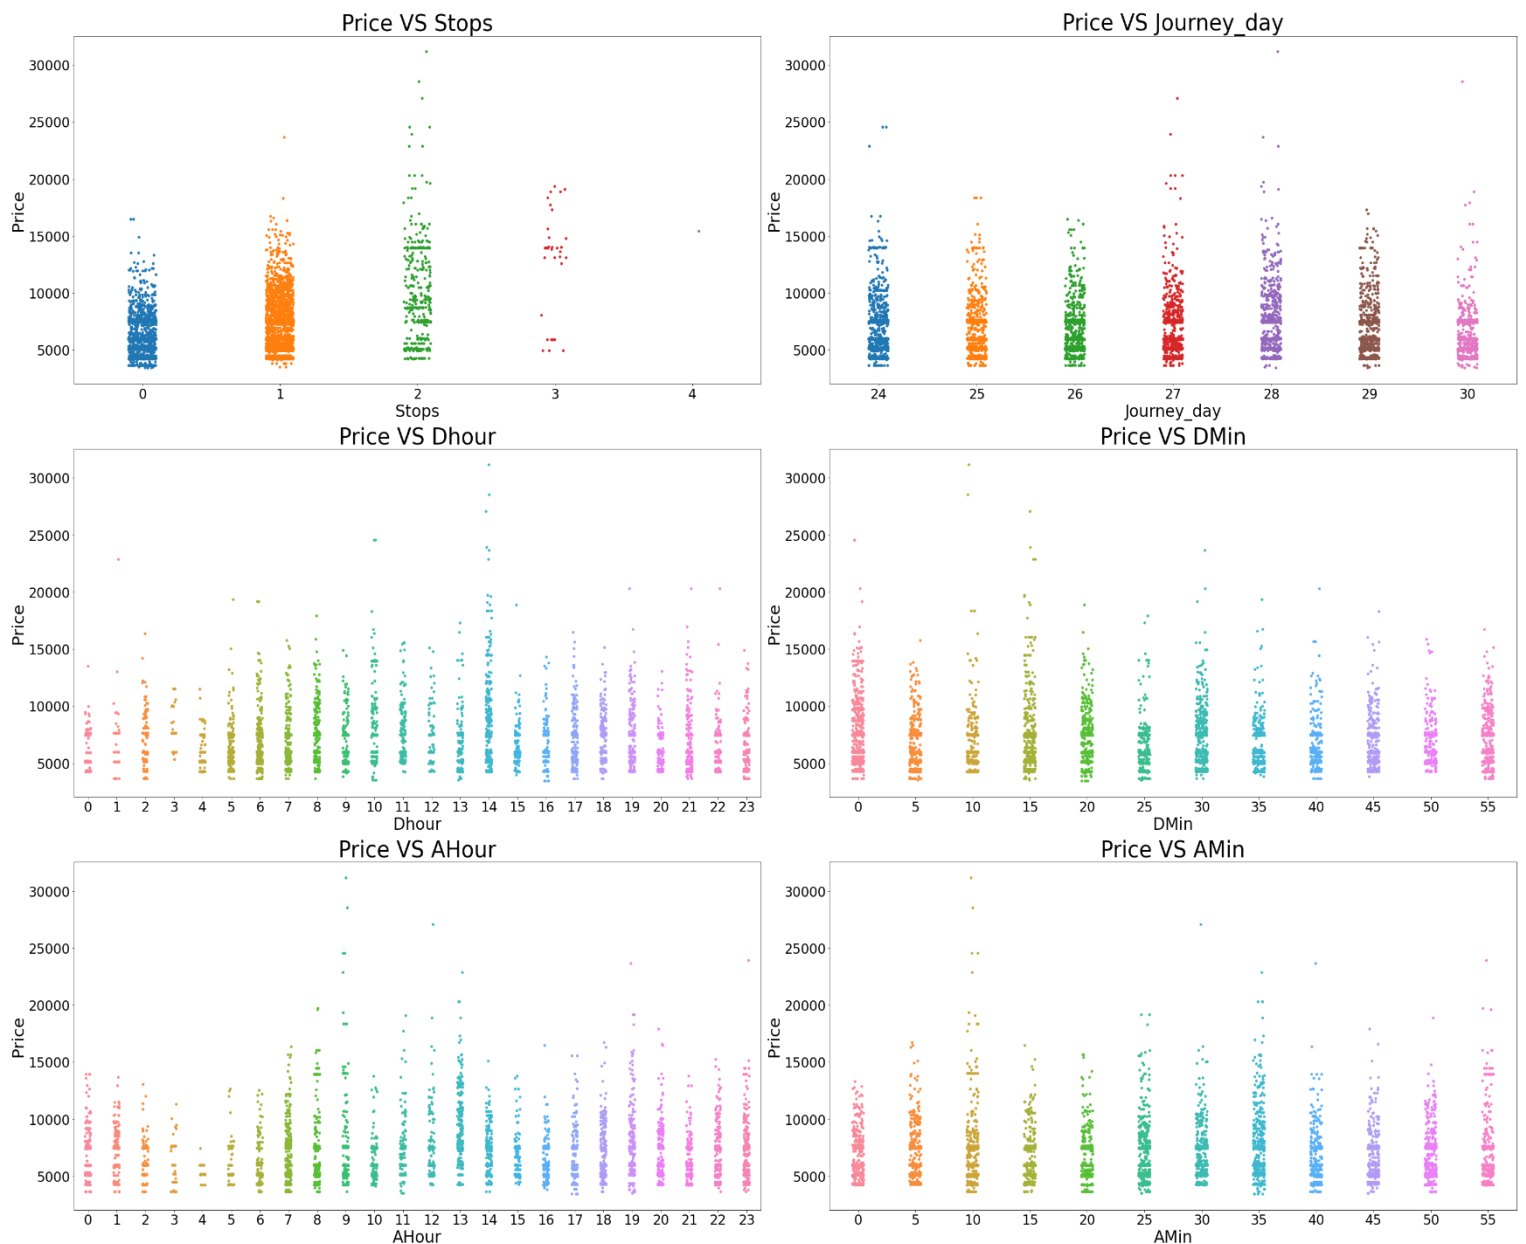 Price VS Stops
30000
25000
20000
15000
10000
5000
Price
0 1 2 3 4
Stops
Price VS Journey_day
30000
25000
20000
15000
10000
5000
Price
24 25 26 27 28 29 30
Journey_day
Price VS Dhour
30000
25000
20000
15000
10000
5000
Price
0 1 2 3 4 5 6 7 8 9 10 11 12 13 14 15 16 17 18 19 20 21 22 23
Dhour
Price VS DMin
30000
25000
20000
15000
10000
5000
Price
0 5 10 15 20 25 30 35 40 45 50 55
DMin
Price VS AHour
30000
25000
20000
15000
10000
5000
Price
0 1 2 3 4 5 6 7 8 9 10 11 12 13 14 15 16 17 18 19 20 21 22 23
AHour
Price VS AMin
30000
25000
20000
15000
10000
5000
Price
0 5 10 15 20 25 30 35 40 45 50 55
AMin